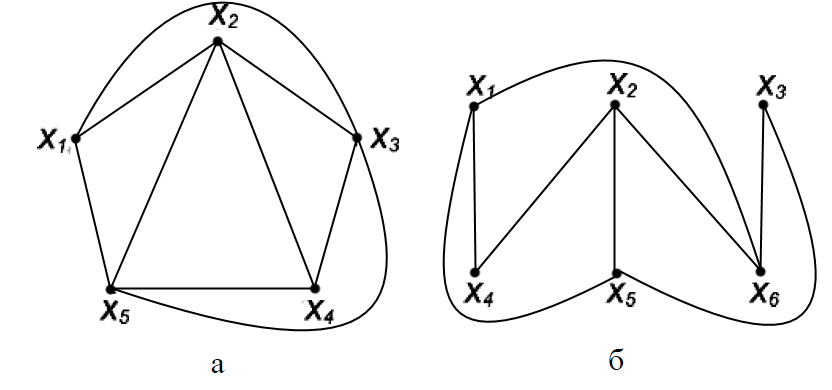 X₂
X₁
X₃
X₅
X₄
а
X₁
X₂
X₃
X₄
X₅
X₆
б